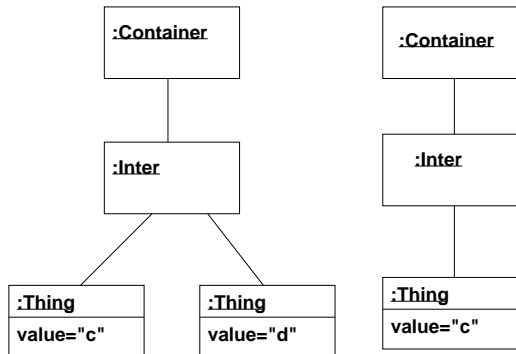 :Container
:Inter
:Thing
value="c"
:Thing
value="d"
:Container
:Inter
:Thing
value="c"